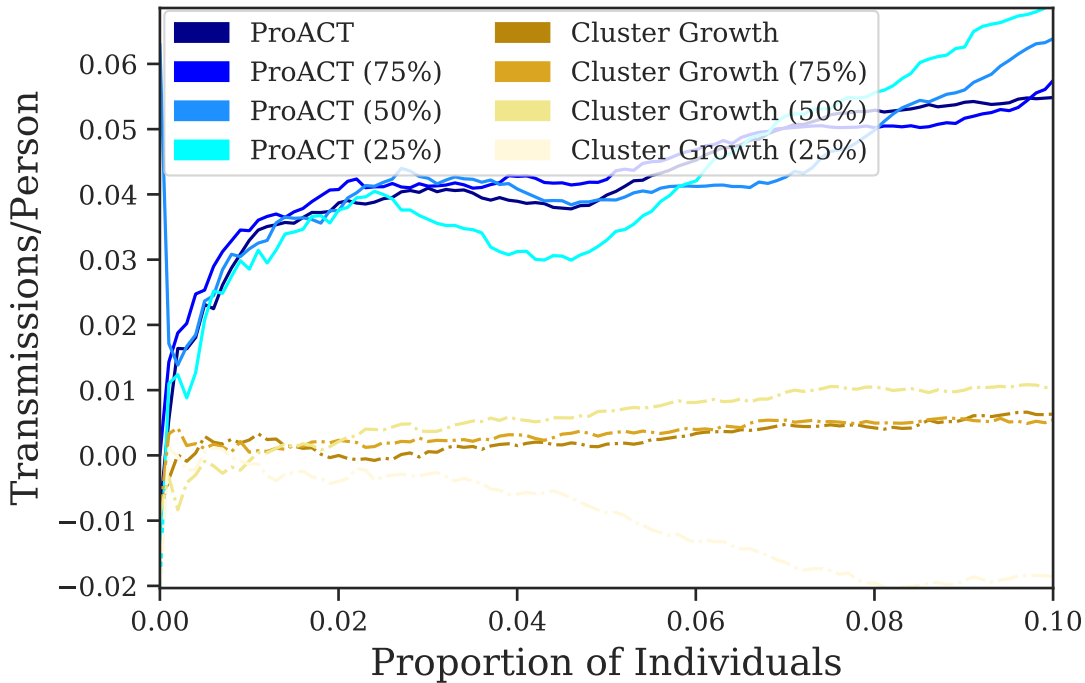 ProACT
ProACT (75%)
ProACT (50%)
ProACT (25%)
Cluster Growth
Cluster Growth (75%)
Cluster Growth (50%)
Cluster Growth (25%)
Transmissions/Person
0.06
0.05
0.04
0.03
0.02
0.01
0.00
−0.01
−0.02
0.00 0.02 0.04 0.06 0.08 0.10
Proportion of Individuals